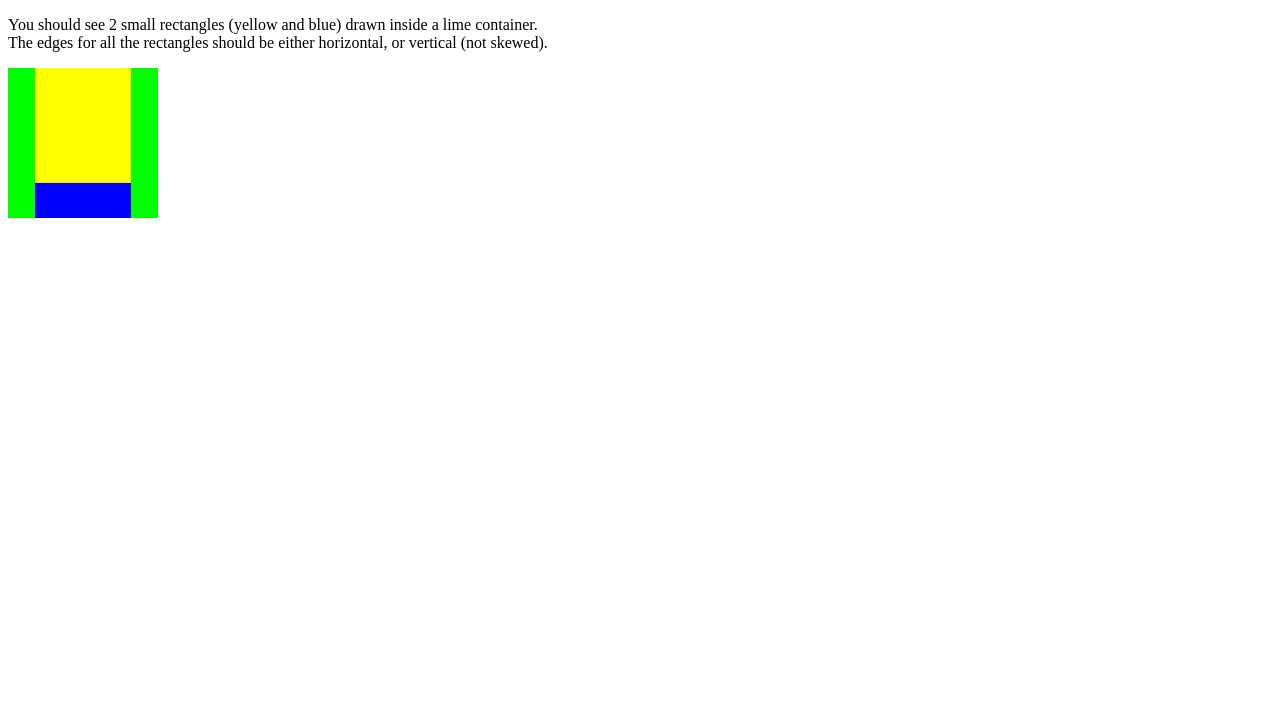 You should see 2 small rectangles (yellow and blue) drawn inside a lime container.
The edges for all the rectangles should be either horizontal, or vertical (not skewed).